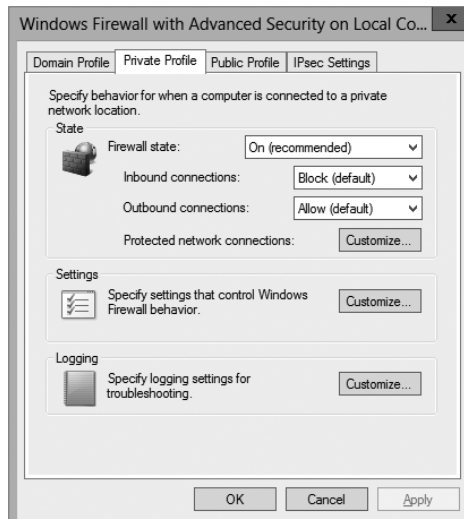 Windows Firewall with Advanced Security on Local Co...
x
Domain Profile Private Profile Public Profile IPsec Settings
Specify behavior for when a computer is connected to a private
network location.
State
Firewall state: On (recommended)
Inbound connections: Block (default)
Outbound connections: Allow (default)
Protected network connections: Customize...
Settings
Specify settings that control Windows
Firewall behavior.
Customize...
Logging
Specify logging settings for
troubleshooting.
Customize...
OK Cancel Apply